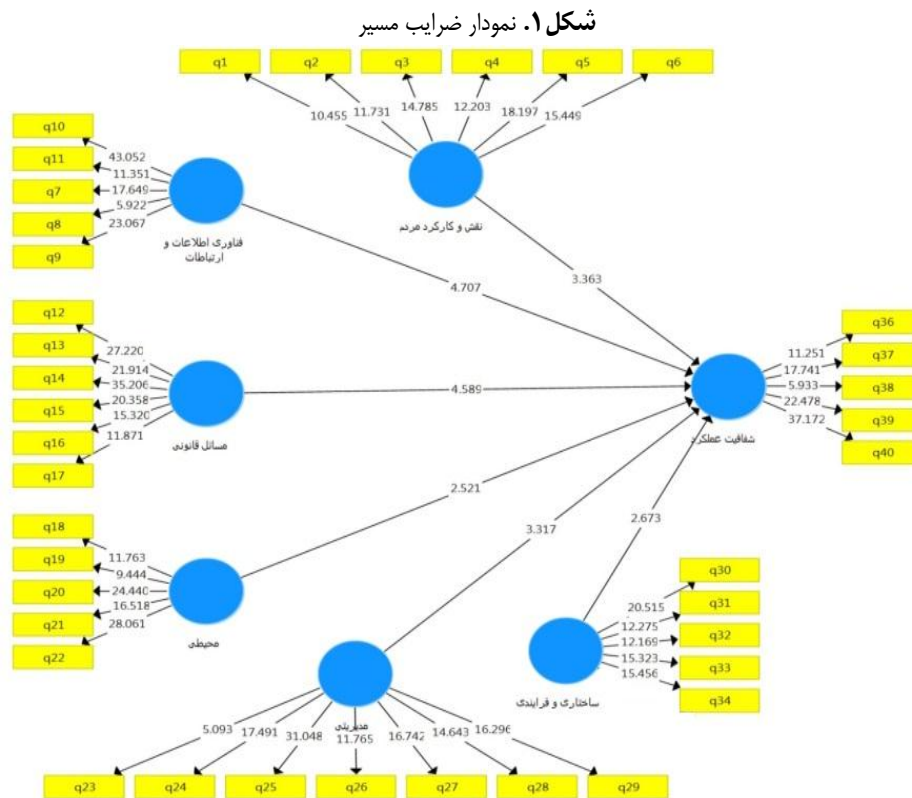 شکل ۱. نمودار ضرایب مسیر
q1 q2 q3 q4 q5 q6
10.455 11.731 14.785 12.203 18.197 15.449
نقش و کارکرد مردم
q10
q11
q7
q8
q9
43.052
11.351
17.649
5.922
23.067
فناوری اطلاعات و
ارتباطات
q12
q13
q14
q15
q16
q17
27.220
21.914
35.206
20.358
15.320
11.871
مسائل قانونی
q18
q19
q20
q21
q22
11.763
9.444
24.440
16.518
28.061
محیطی
3.363
4.707
4.589
2.521
3.317
2.673
شفافیت عملکرد
11.251
17.741
5.933
22.478
37.172
q36
q37
q38
q39
q40
ساختاری و فرایندی
20.515
12.275
12.169
15.323
15.456
q30
q31
q32
q33
q34
مدیریتی
5.093 17.491 31.048 11.765 16.742 14.643 16.296
q23 q24 q25 q26 q27 q28 q29